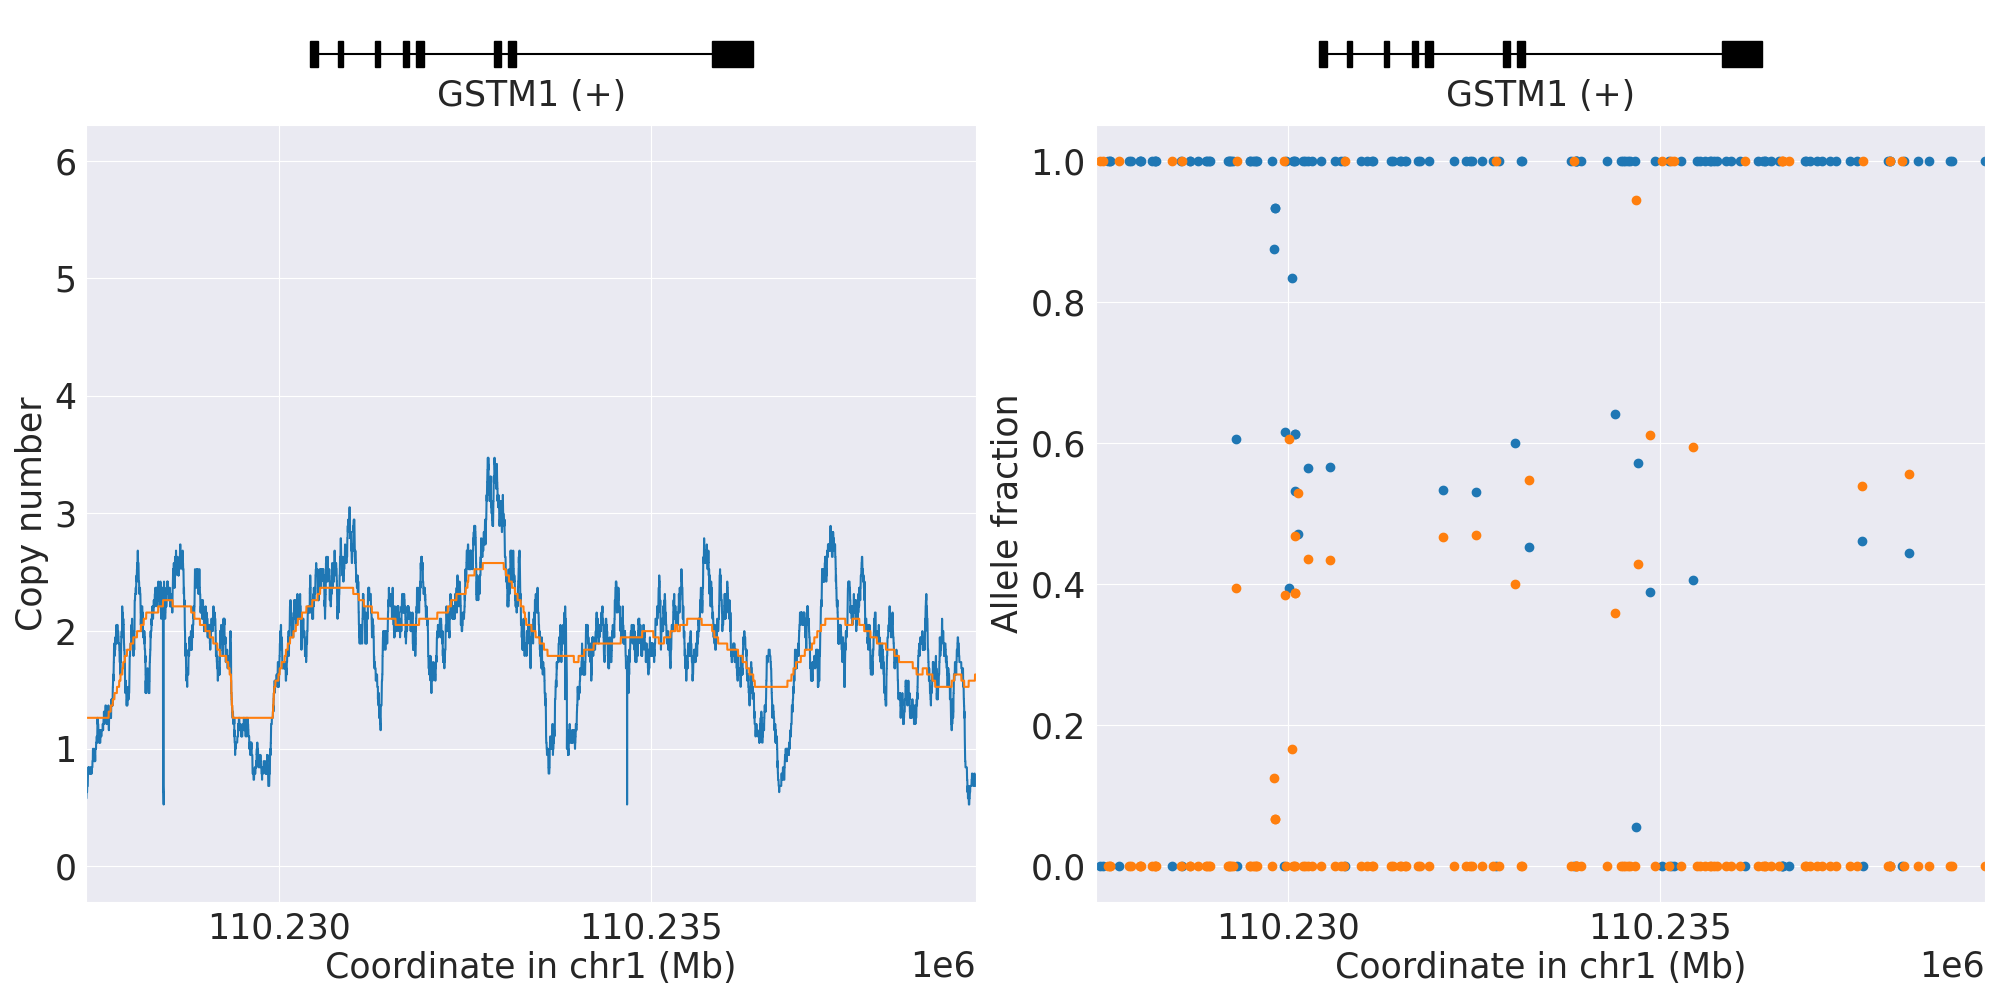 GSTM1 (+)
6
5
4
3
2
1
0
Copy number
110.230
110.235
Coordinate in chr1 (Mb)
1e6
GSTM1 (+)
1.0
0.8
0.6
0.4
0.2
0.0
Allele fraction
110.230
110.235
Coordinate in chr1 (Mb)
1e6